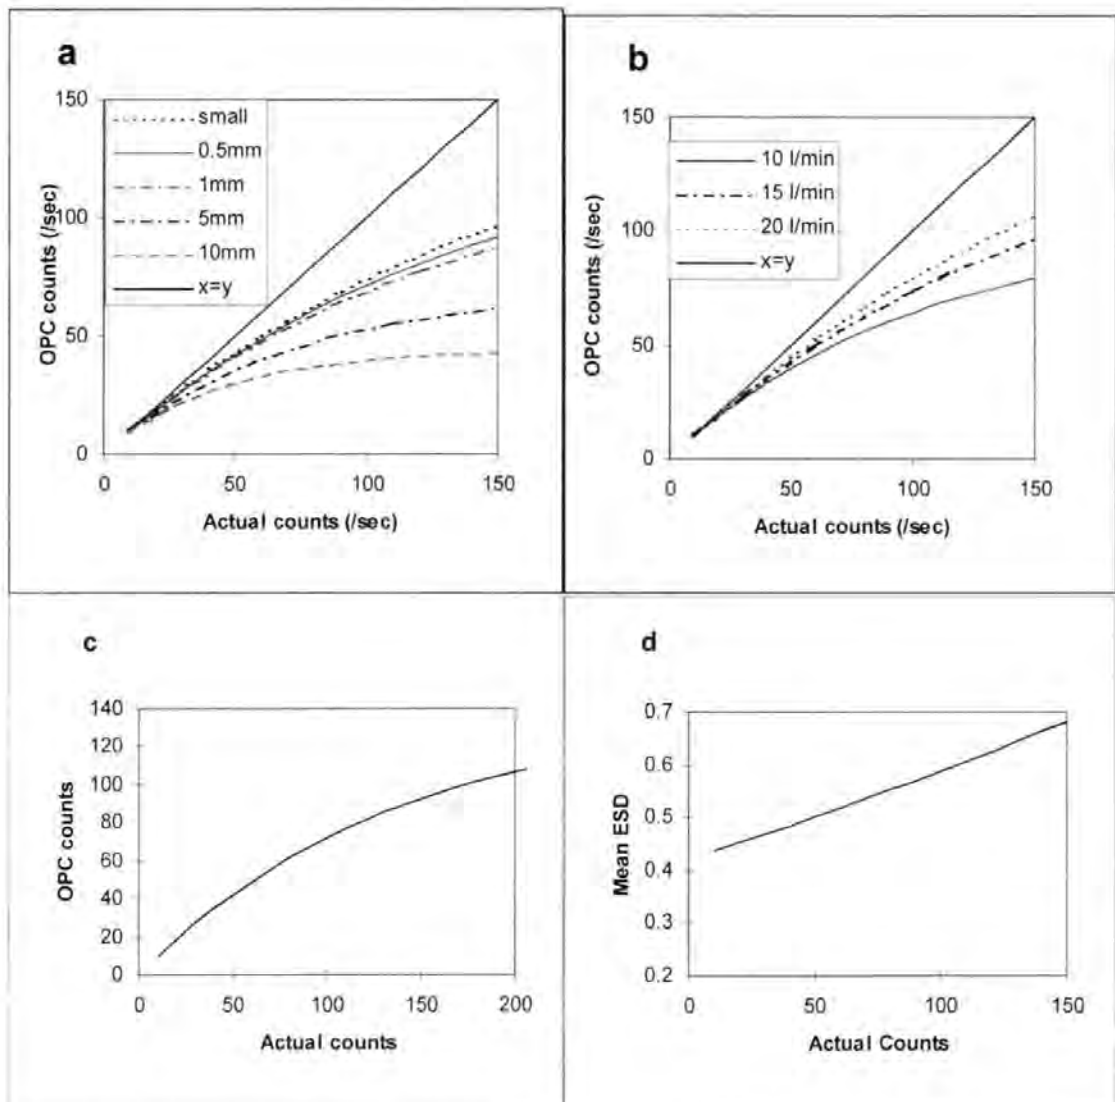 a
150
100
50
0
OPC counts (/sec)
small
0.5mm
1mm
5mm
10mm
x=y
0 50 100 150
Actual counts (/sec)
b
150
100
50
0
OPC counts (/sec)
10 l/min
15 l/min
20 l/min
x=y
0 50 100 150
Actual counts (/sec)
c
140
120
100
80
60
40
20
0
OPC counts
0 50 100 150 200
Actual counts
d
0.7
0.6
0.5
0.4
0.3
0.2
Mean ESD
0 50 100 150
Actual Counts